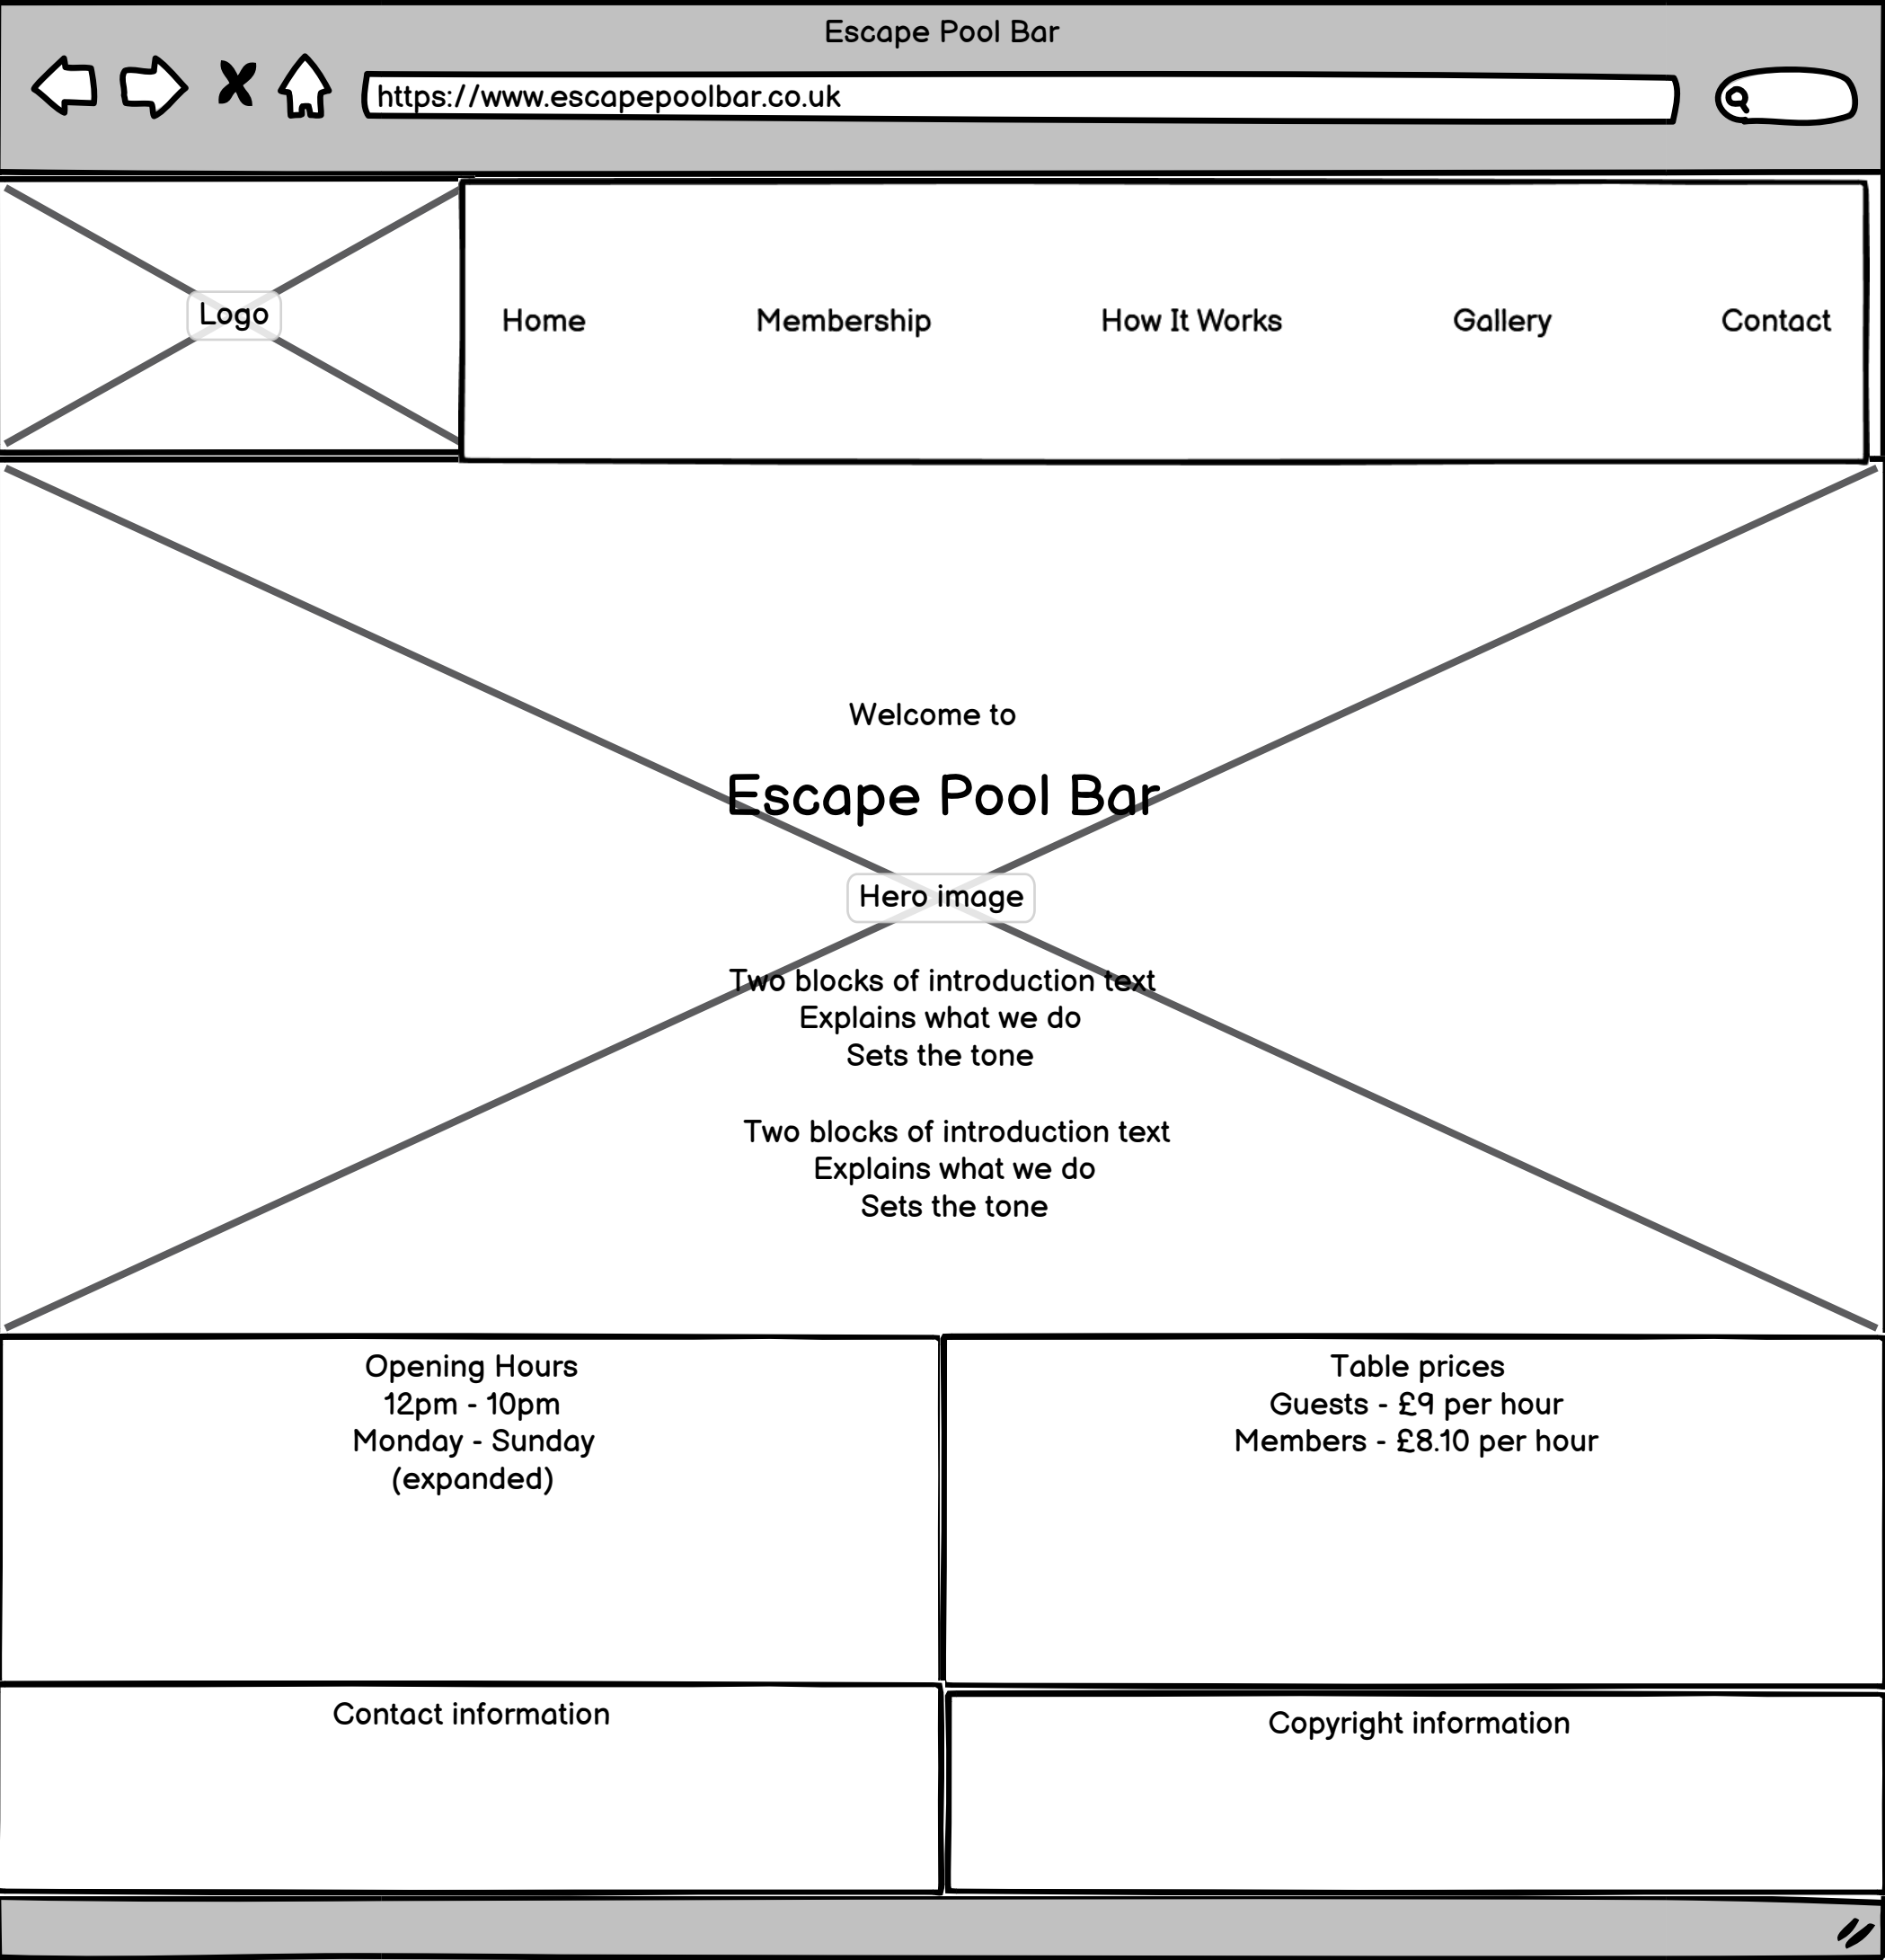 Escape Pool Bar
https://www.escapepoolbar.co.uk
Logo
Home Membership How It Works Gallery Contact
Welcome to
Escape Pool Bar
Hero image
Two blocks of introduction text
Explains what we do
Sets the tone
Two blocks of introduction text
Explains what we do
Sets the tone
Opening Hours
12pm - 10pm
Monday - Sunday
(expanded)
Table prices
Guests - £9 per hour
Members - £8.10 per hour
Contact information
Copyright information